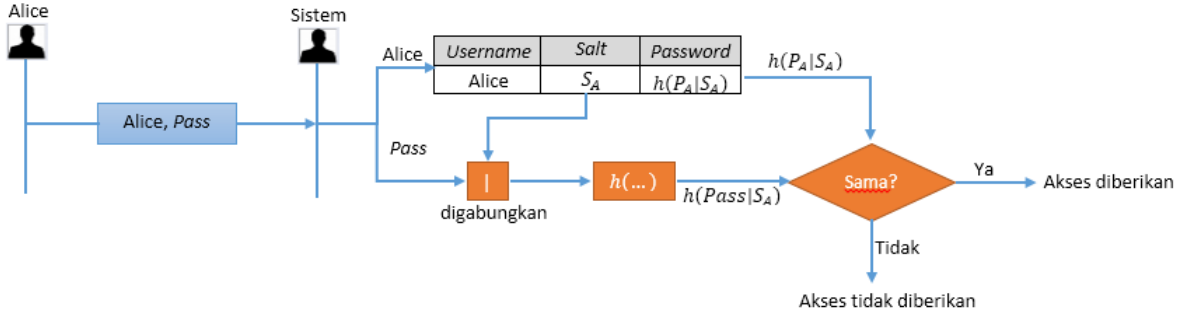 Alice
Sistem
Alice, Pass
Alice
Username Salt Password
Alice S_A h(P_A|S_A)
h(P_A|S_A)
Pass
|
digabungkan
h(...)
h(Pass|S_A)
Sama?
Ya
Akses diberikan
Tidak
Akses tidak diberikan